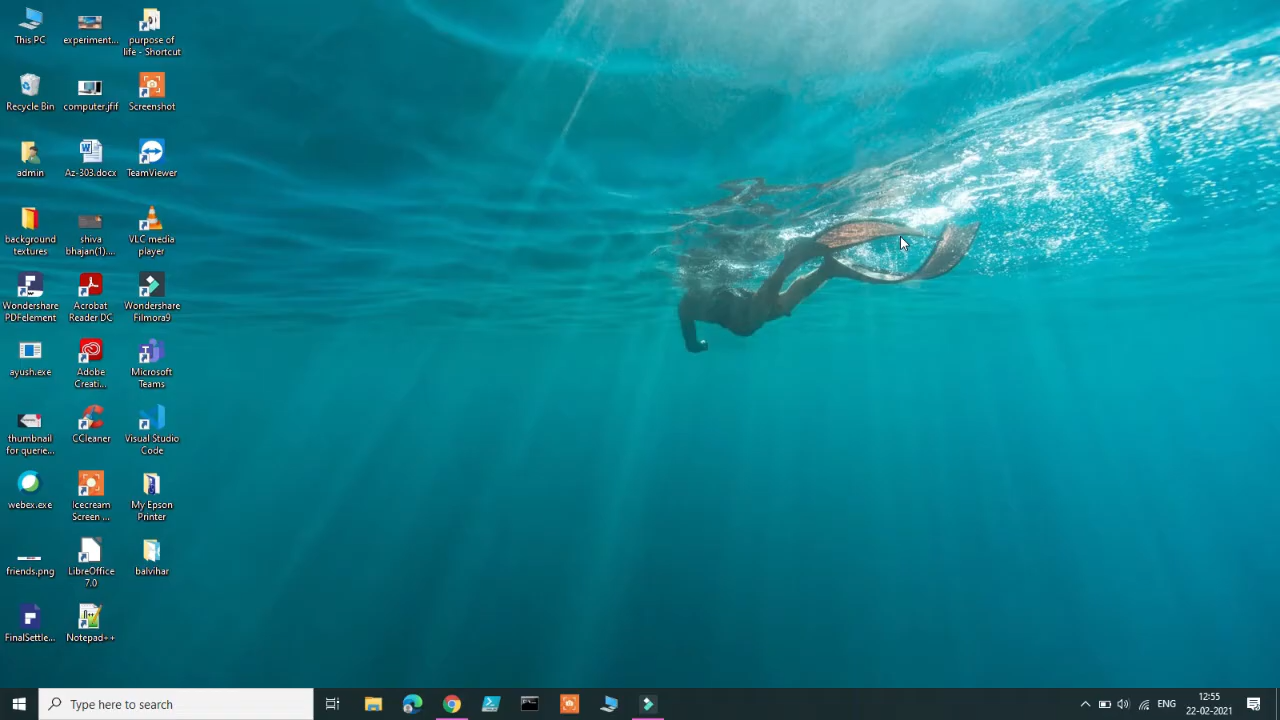 This PC
Recycle Bin
admin
background
textures
Wondershare
PDFelement
ayush.exe
thumbnail
for querie...
webex.exe
friends.png
FinalSettle...
experiment...
computer.jfif
Az-303.docx
shiva
bhajan(1)....
Acrobat
Reader DC
Adobe
Creati...
CCleaner
Icecream
Screen ...
LibreOffice
7.0
Notepad++
purpose of
life - Shortcut
Screenshot
TeamViewer
VLC media
player
Wondershare
Filmora9
Microsoft
Teams
Visual Studio
Code
My Epson
Printer
balvihar
Type here to search
ENG
12:55
22-02-2021